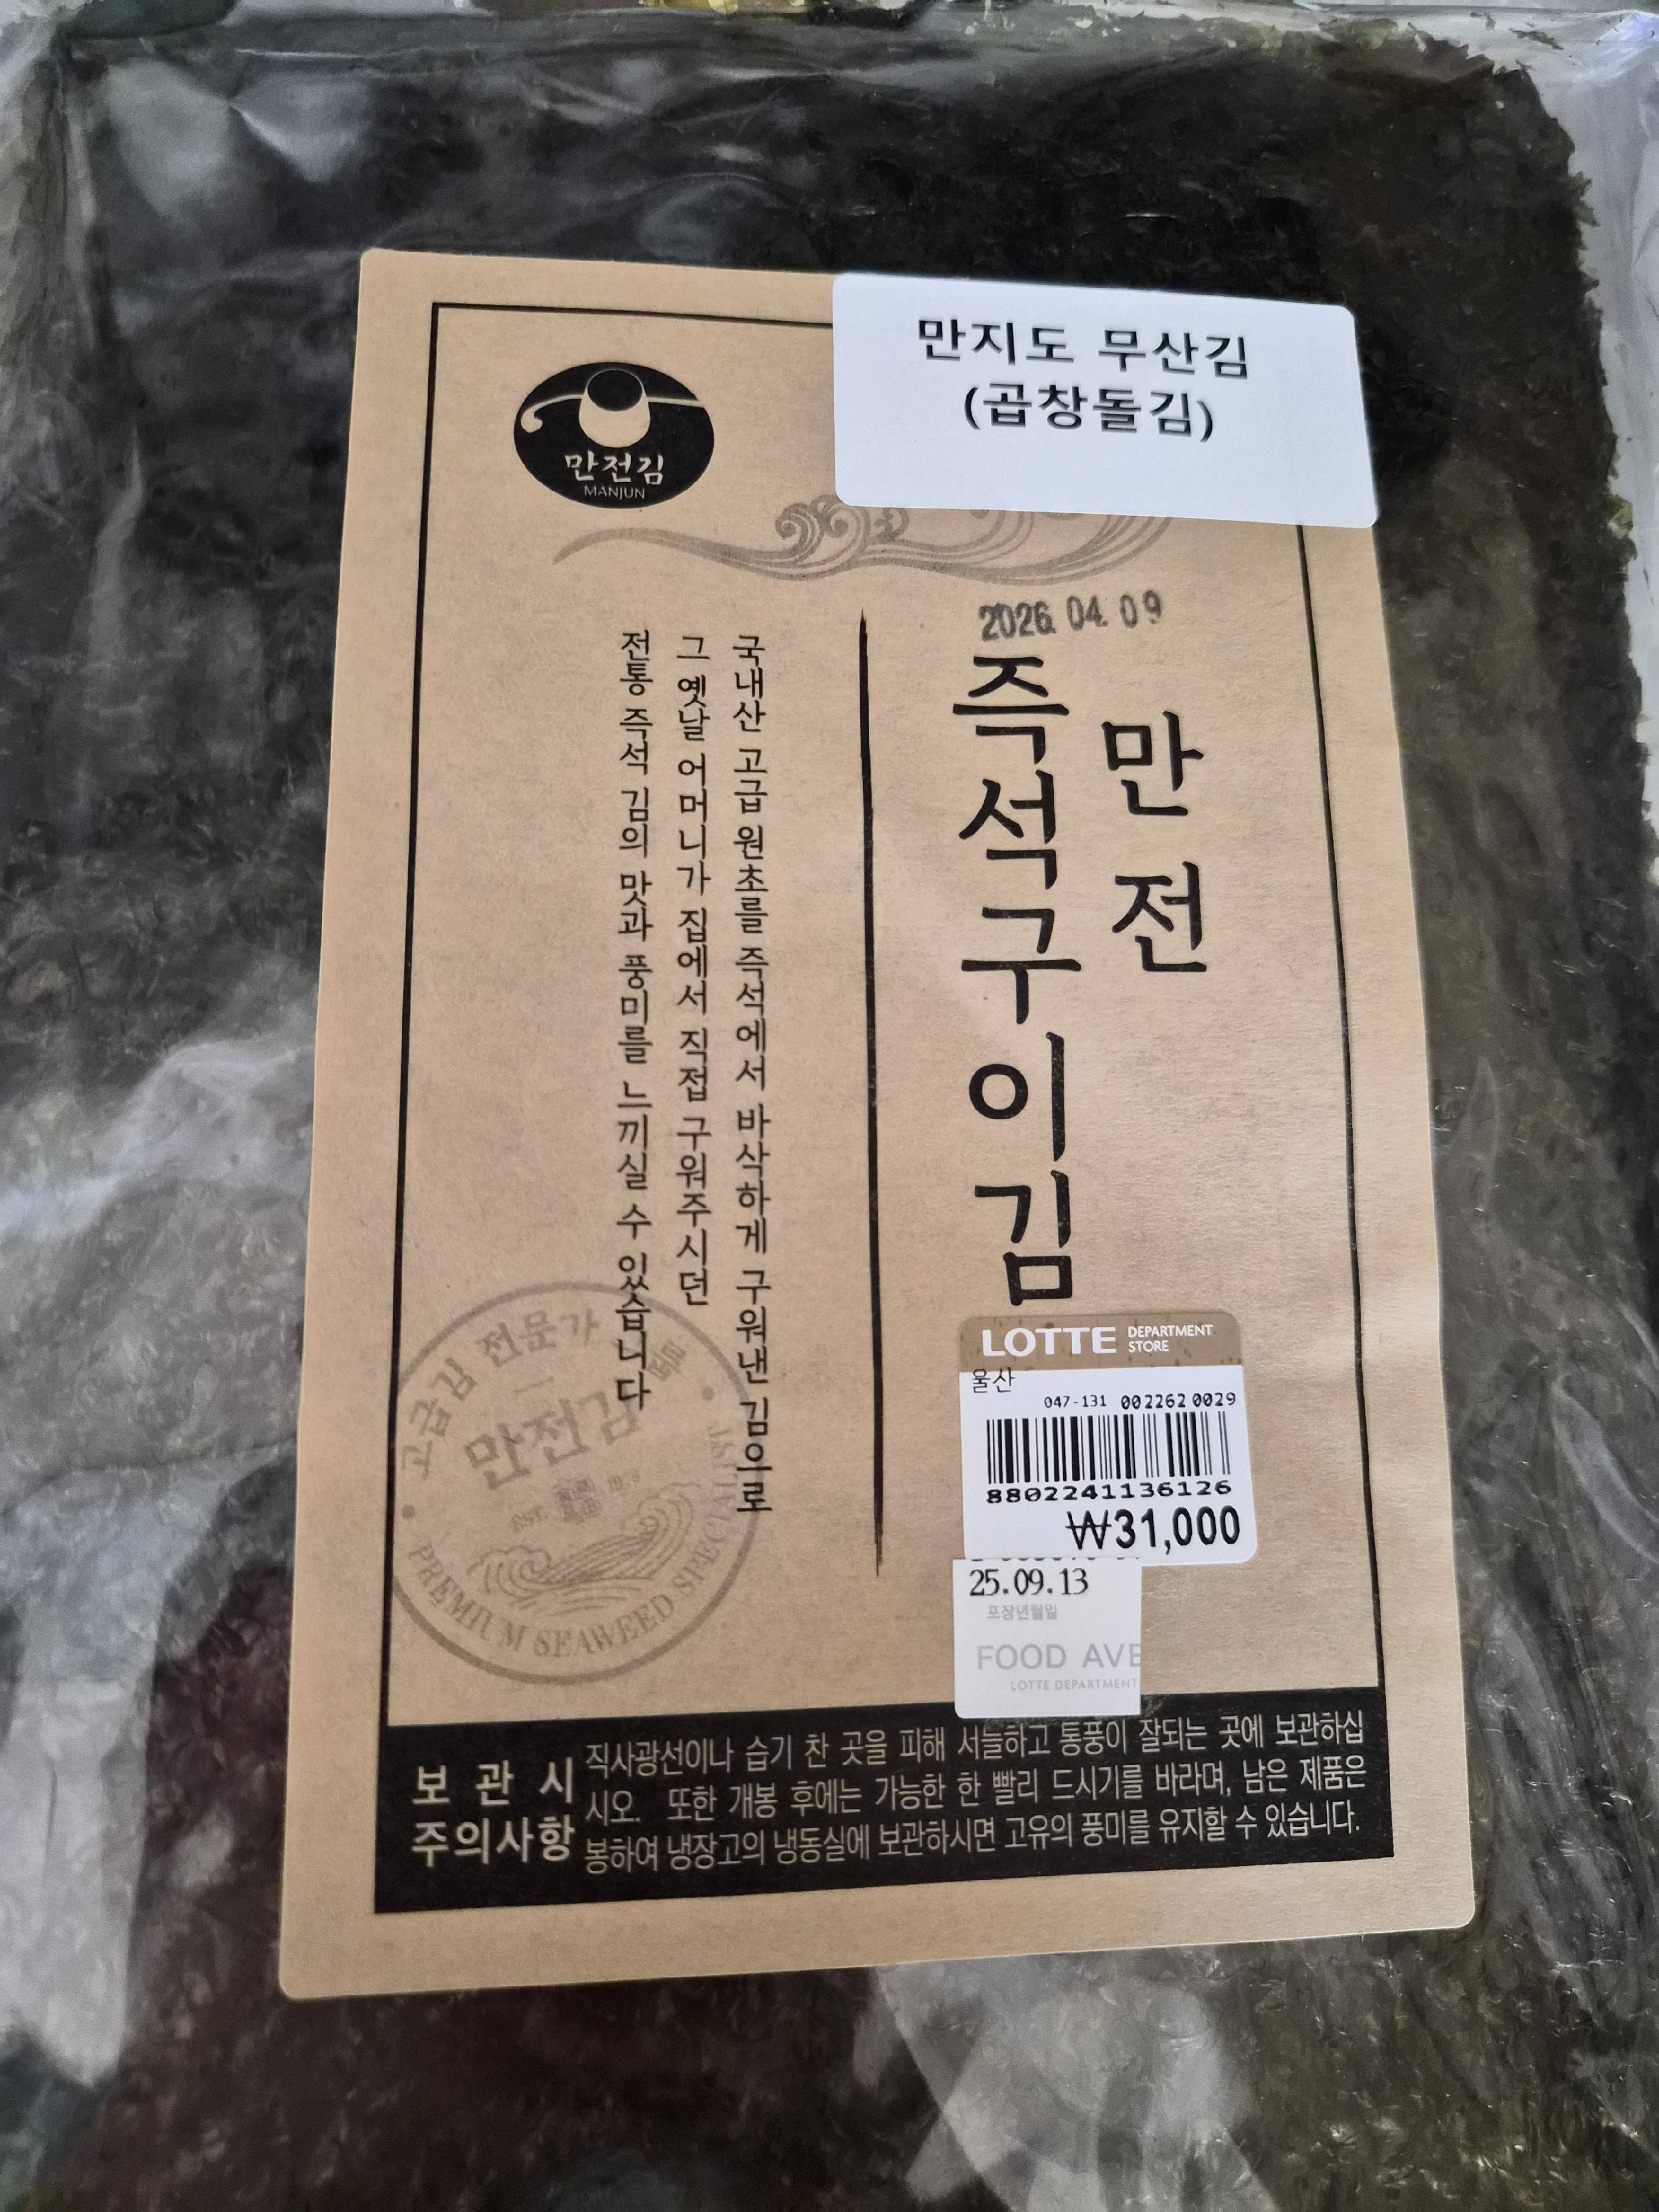 만지도 무산김
(곱창돌김)
만전김
MANJUN
2026.04.09
만전
즉석구이김
국내산 고급 원초를 즉석에서 바삭하게 구워낸 김으로
그 옛날 어머니가 집에서 직접 구워주시던
전통 즉석 김의 맛과 풍미를 느끼실 수 있습니다
고급김 전문가
만전김
EST.
PREMIUM SEAWEED SPECIALIST
LOTTE DEPARTMENT STORE
울산
047-131 002262 0029
8802241136126
₩31,000
25.09.13
포장년월일
FOOD AVE
LOTTE DEPARTMENT
보관시
주의사항
직사광선이나 습기 찬 곳을 피해 서늘하고 통풍이 잘되는 곳에 보관하십
시오. 또한 개봉 후에는 가능한 한 빨리 드시기를 바라며, 남은 제품은
봉하여 냉장고의 냉동실에 보관하시면 고유의 풍미를 유지할 수 있습니다.